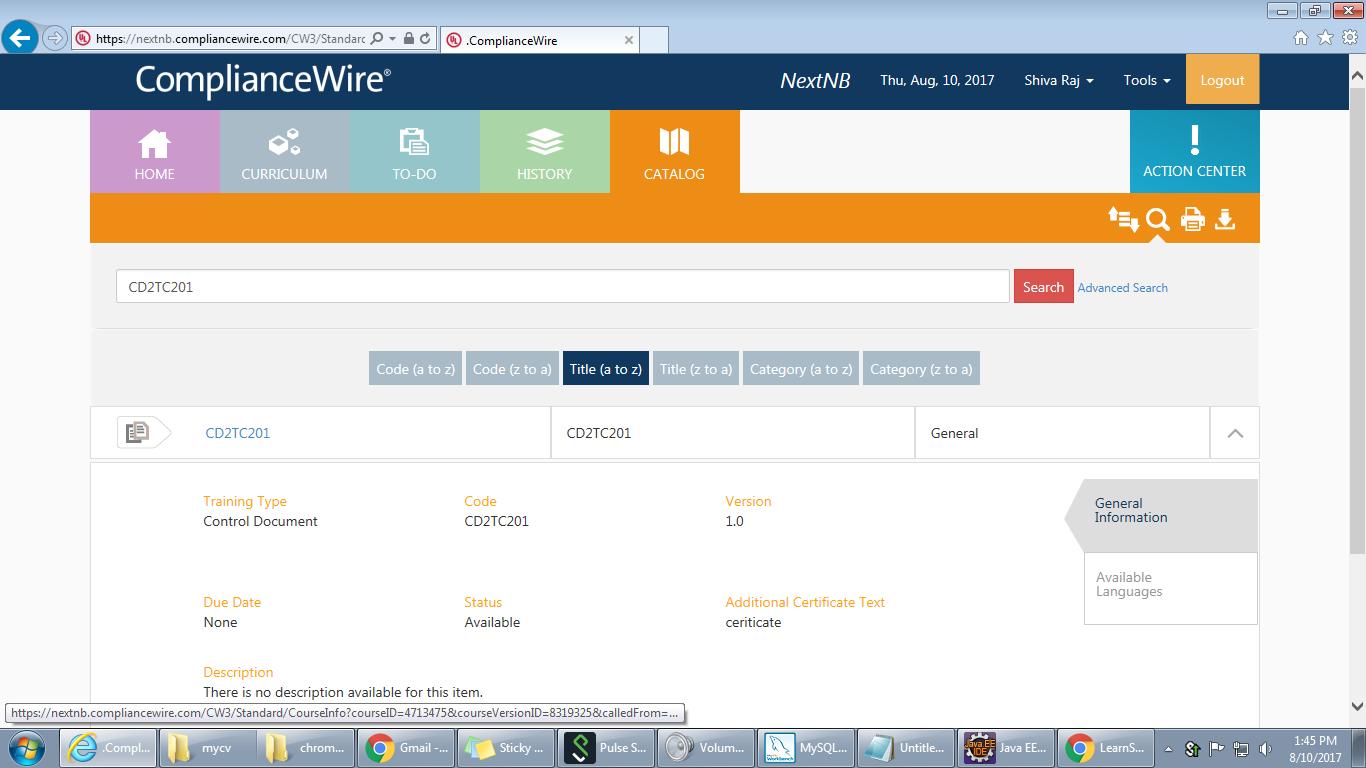 https://nextnb.compliancewire.com/CW3/Standarc
.ComplianceWire
ComplianceWire®
NextNB
Thu, Aug, 10, 2017
Shiva Raj
Tools
Logout
HOME
CURRICULUM
TO-DO
HISTORY
CATALOG
ACTION CENTER
CD2TC201
Search
Advanced Search
Code (a to z)
Code (z to a)
Title (a to z)
Title (z to a)
Category (a to z)
Category (z to a)
CD2TC201
CD2TC201
General
Training Type
Control Document
Code
CD2TC201
Version
1.0
General
Information
Available
Languages
Due Date
None
Status
Available
Additional Certificate Text
ceriticate
Description
There is no description available for this item.
https://nextnb.compliancewire.com/CW3/Standard/CourseInfo?courseID=4713475&courseVersionID=8319325&calledFrom=...
.Compl...
mycv
chrom...
Gmail -...
Sticky ...
Pulse S...
Volum...
MySQL...
Untitle...
Java EE...
LearnS...
1:45 PM
8/10/2017